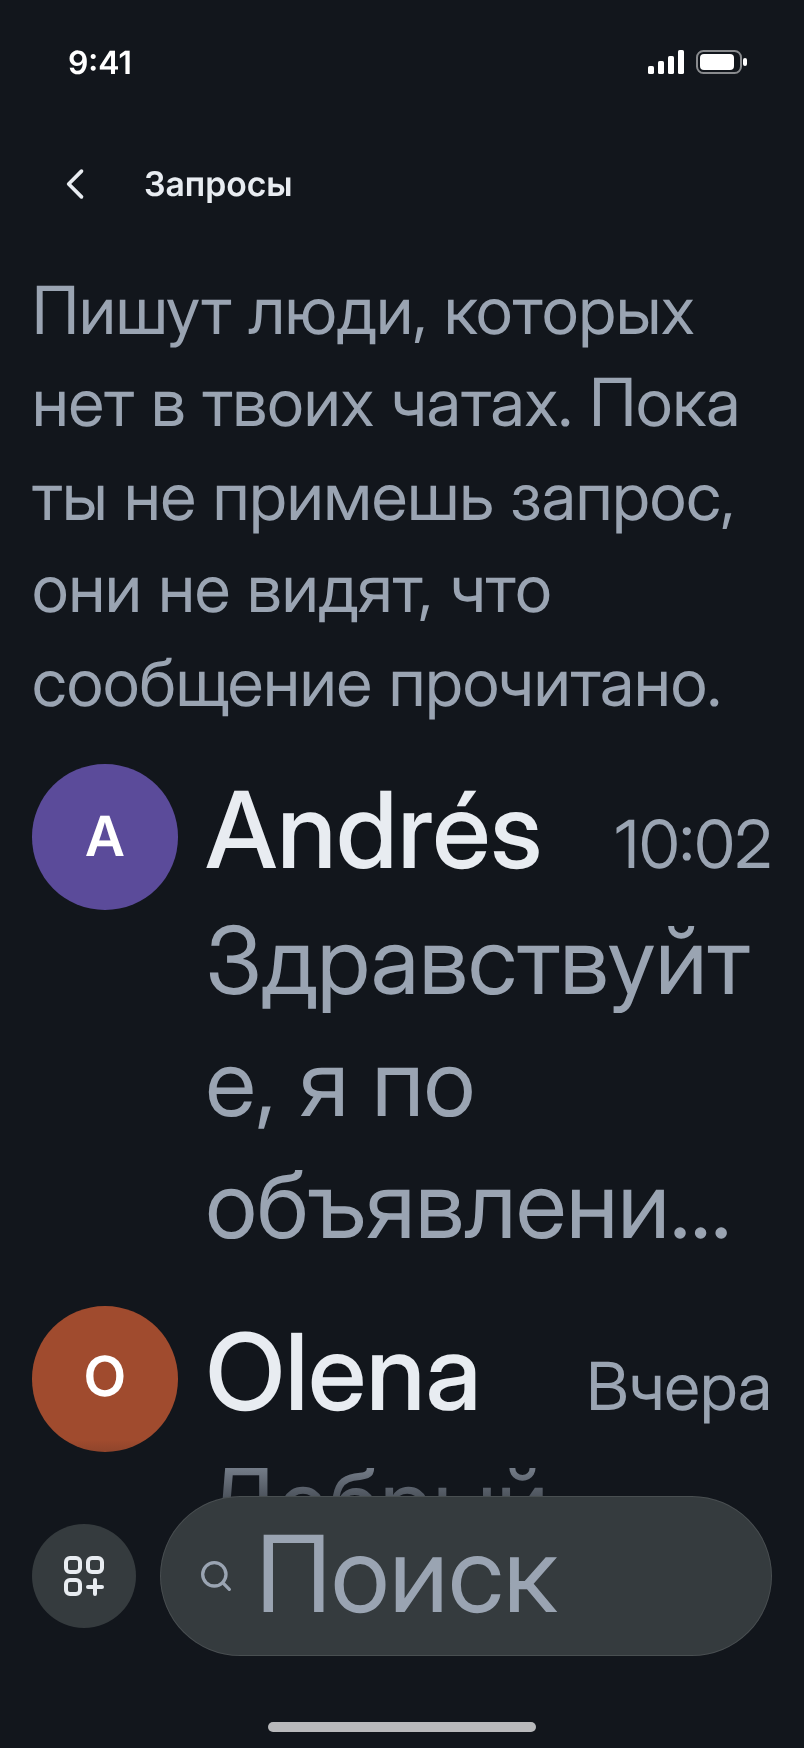 9:41
Запросы
Пишут люди, которых
нет в твоих чатах. Пока
ты не примешь запрос,
они не видят, что
сообщение прочитано.
A
Andrés
10:02
Здравствуйт
е, я по
объявлени...
O
Olena
Вчера
Добрый
Поиск